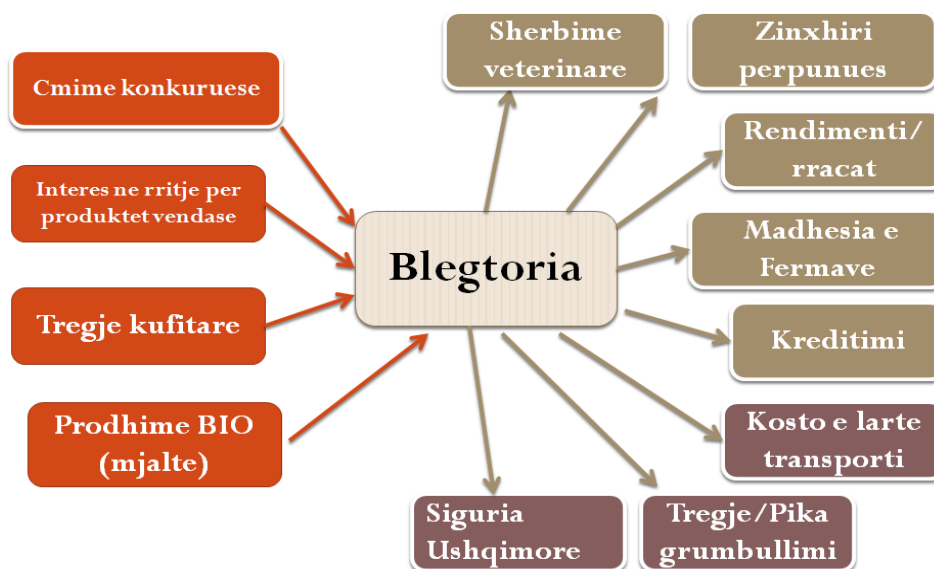 Cmime konkuruese
Interes ne rritje per
produktet vendase
Tregje kufitare
Prodhime BIO
(mjalte)
Blegtoria
Sherbime
veterinare
Zinxhiri
perpunues
Rendimenti/
rracat
Madhesia e
Fermave
Kreditimi
Kosto e larte
transporti
Tregje/Pika
grumbullimi
Siguria
Ushqimore